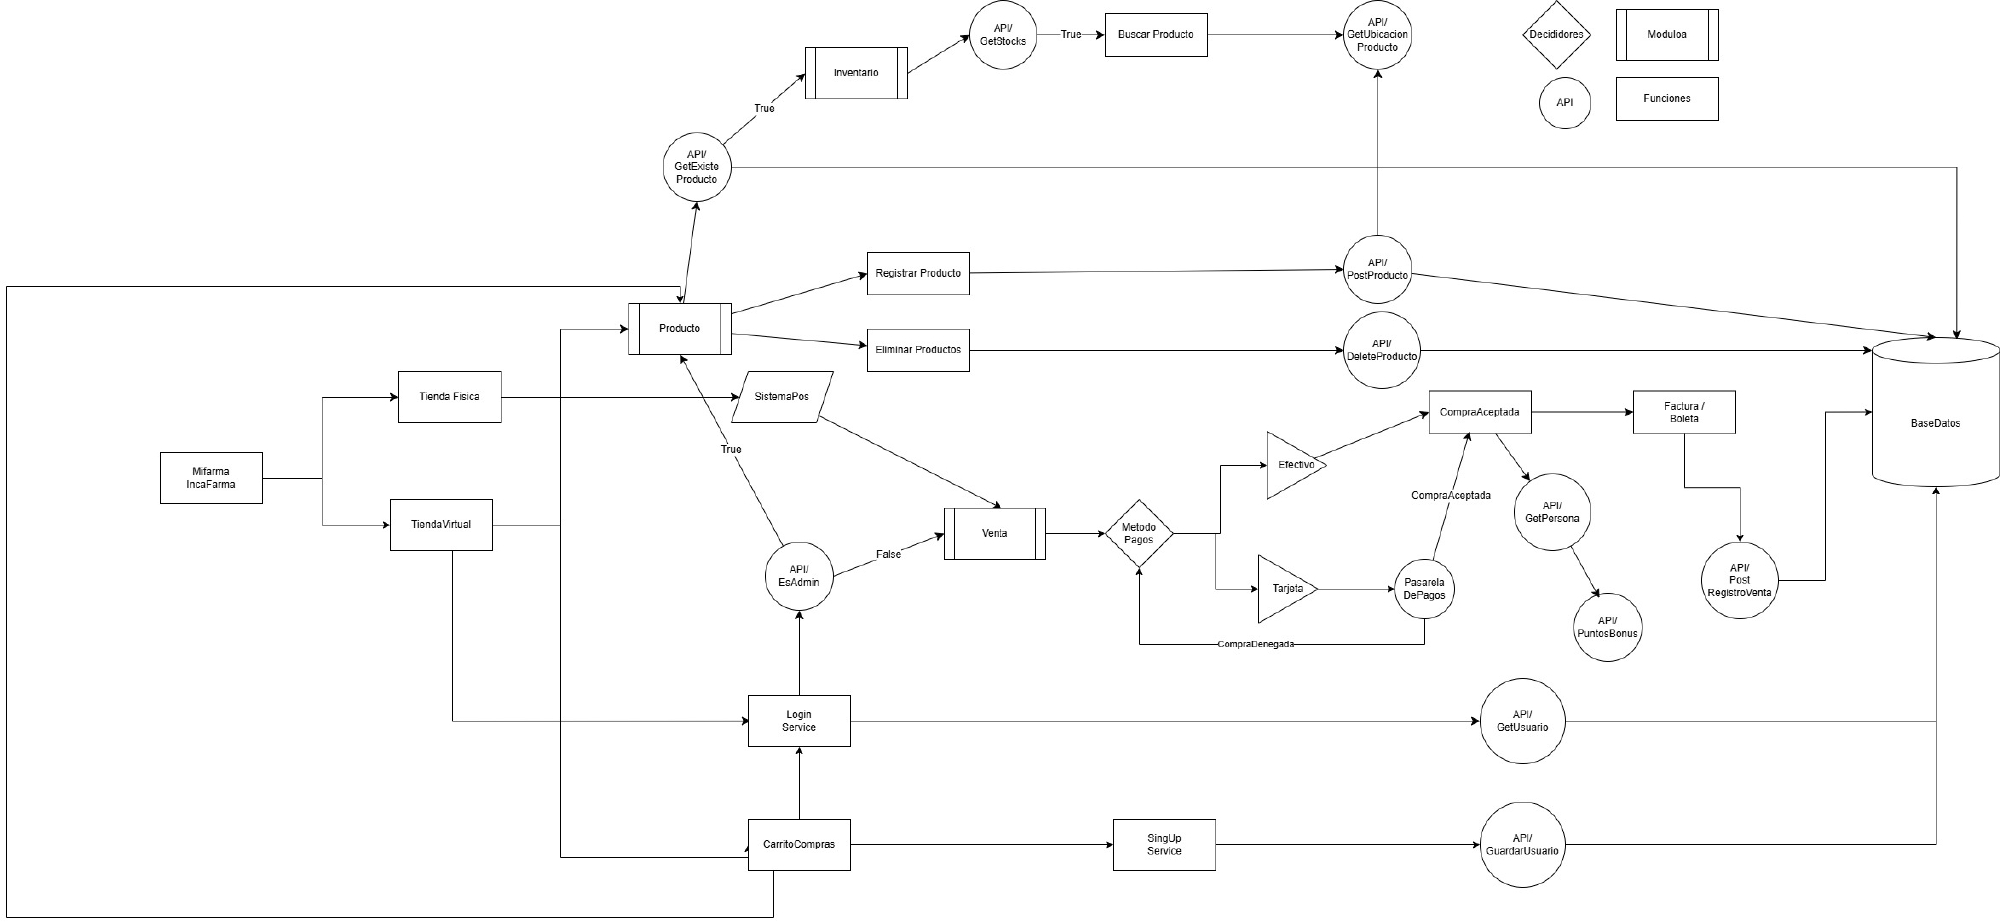 API/
GetStocks
True
Buscar Producto
API/
GetUbicacion
Producto
Decididores
Moduloa
Inventario
API
Funciones
True
API/
GetExiste
Producto
Registrar Producto
API/
PostProducto
Producto
Eliminar Productos
API/
DeleteProducto
Tienda Fisica
SistemaPos
CompraAceptada
Factura /
Boleta
BaseDatos
True
Mifarma
IncaFarma
Efectivo
CompraAceptada
API/
GetPersona
TiendaVirtual
Venta
Metodo
Pagos
False
API/
EsAdmin
Tarjeta
Pasarela
DePagos
API/
Post
RegistroVenta
API/
PuntosBonus
CompraDenegada
Login
Service
API/
GetUsuario
CarritoCompras
SingUp
Service
API/
GuardarUsuario